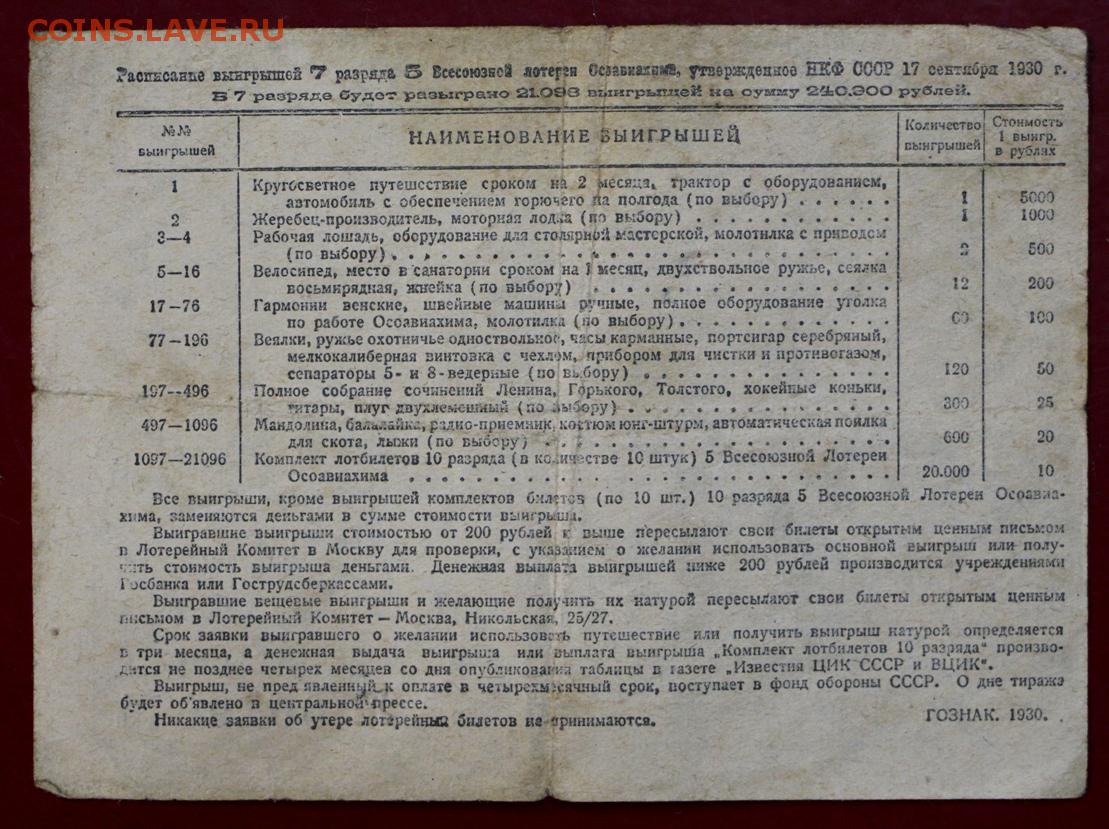 COINS.LAVE.RU
Расписание выигрышей 7 разряда 5 Всесоюзной лотереи Осоавиахима, утвержденное НКФ СССР 17 сентября 1930 г.
В 7 разряде будет разыграно 21.096 выигрышей на сумму 240.900 рублей.
№№ выигрышей
НАИМЕНОВАНИЕ ВЫИГРЫШЕЙ
Количество выигрышей
Стоимость 1 выигр. в рублях
1 Кругосветное путешествие сроком на 2 месяца, трактор с оборудованием,
автомобиль с обеспечением горючего на полгода (по выбору) . . . . . . 1 5000
2 Жеребец-производитель, моторная лодка (по выбору) . . . . . . . . . . . 1 1000
3—4 Рабочая лошадь, оборудование для столярной мастерской, молотилка с приводом
(по выбору) . . . . . . . . . . . . . . . . . . . . . . . . . . . . 2 500
5—16 Велосипед, место в санатории сроком на 1 месяц, двухствольное ружье, сеялка
восьмирядная, жнейка (по выбору) . . . . . . . . . . . . . . . . . 12 200
17—76 Гармонии венские, швейные машины ручные, полное оборудование уголка
по работе Осоавиахима, молотилка (по выбору) . . . . . . . . . . . . 60 100
77—196 Веялки, ружье охотничье одноствольное, часы карманные, портсигар серебряный,
мелкокалиберная винтовка с чехлом, прибором для чистки и противогазом,
сепараторы 5- и 8-ведерные (по выбору) . . . . . . . . . . . . . . 120 50
197—496 Полное собрание сочинений Ленина, Горького, Толстого, хокейные коньки,
гитары, плуг двухлемешный (по выбору) . . . . . . . . . . . . . . 300 25
497—1096 Мандолина, балалайка, радио-приемник, костюм юнг-штурм, автоматическая поилка
для скота, лыжи (по выбору) . . . . . . . . . . . . . . . . . . . 600 20
1097—21096 Комплект лотбилетов 10 разряда (в количестве 10 штук) 5 Всесоюзной Лотереи
Осоавиахима . . . . . . . . . . . . . . . . . . . . . . . . . . 20.000 10
Все выигрыши, кроме выигрышей комплектов билетов (по 10 шт.) 10 разряда 5 Всесоюзной Лотереи Осоавиа-
хима, заменяются деньгами в сумме стоимости выигрыша.
Выигравшие выигрыши стоимостью от 200 рублей и выше пересылают свои билеты открытым ценным письмом
в Лотерейный Комитет в Москву для проверки, с указанием о желании использовать основной выигрыш или полу-
чить стоимость выигрыша деньгами. Денежная выплата выигрышей ниже 200 рублей производится учреждениями
Госбанка или Гострудсберкассами.
Выигравшие вещевые выигрыши и желающие получить их натурой пересылают свои билеты открытым ценным
письмом в Лотерейный Комитет — Москва, Никольская, 25/27.
Срок заявки выигравшего о желании использовать путешествие или получить выигрыш натурой определяется
в три месяца, а денежная выдача выигрыша или выплата выигрыша „Комплект лотбилетов 10 разряда“ произво-
дится не позднее четырех месяцев со дня опубликования таблицы в газете „Известия ЦИК СССР и ВЦИК“.
Выигрыш, не пред'явленный к оплате в четырехмесячный срок, поступает в фонд обороны СССР. О дне тиража
будет об'явлено в центральной прессе.
Никакие заявки об утере лотерейный билетов не принимаются.
ГОЗНАК. 1930.